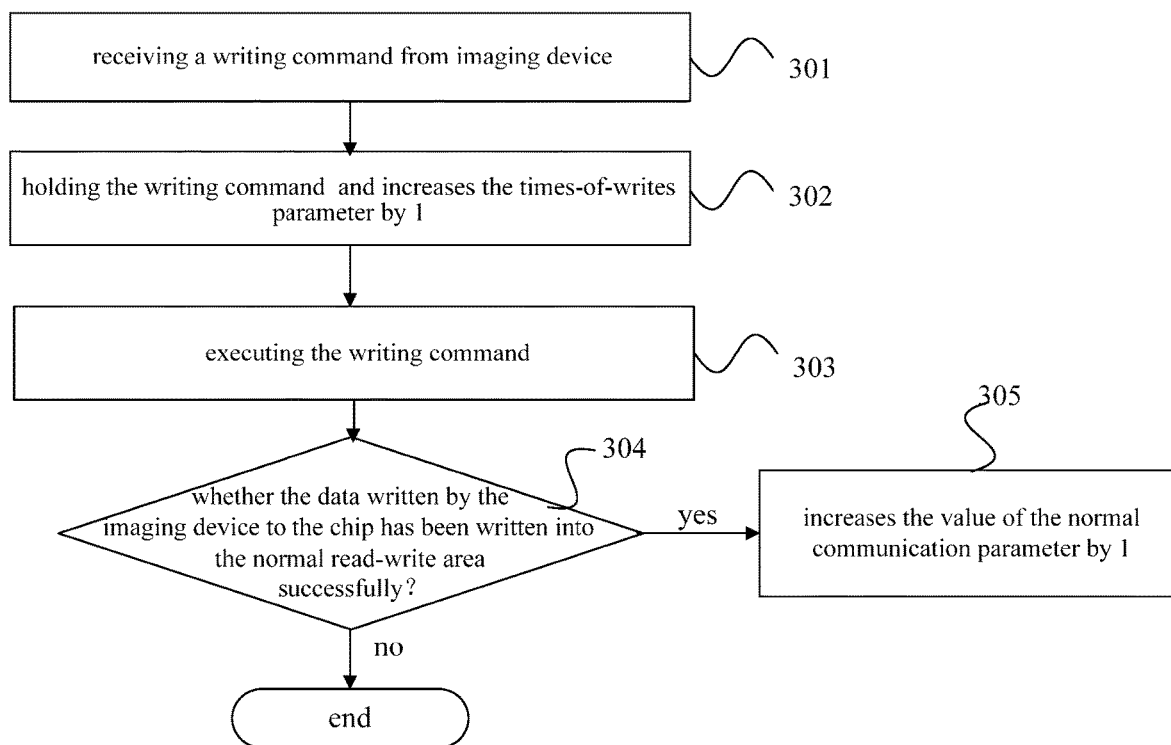 receiving a writing command from imaging device
301
holding the writing command and increases the times-of-writes
parameter by 1
302
executing the writing command
303
305
304
whether the data written by the
imaging device to the chip has been written into
the normal read-write area
successfully?
yes
increases the value of the normal
communication parameter by 1
no
end